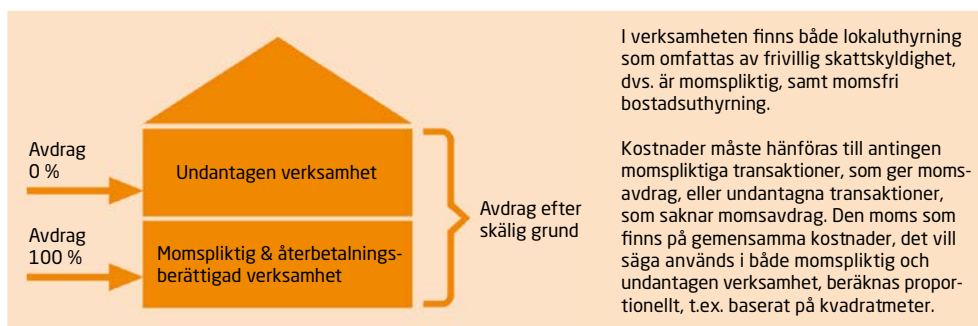 Avdrag
0 %
Undantagen verksamhet
Avdrag
100 %
Momspliktig & återbetalnings-
berättigad verksamhet
Avdrag efter
skälig grund
I verksamheten finns både lokaluthyrning
som omfattas av frivillig skattskyldighet,
dvs. är momspliktig, samt momsfri
bostadsuthyrning.
Kostnader måste hänföras till antingen
momspliktiga transaktioner, som ger moms-
avdrag, eller undantagna transaktioner,
som saknar momsavdrag. Den moms som
finns på gemensamma kostnader, det vill
säga används i både momspliktig och
undantagen verksamhet, beräknas propor-
tionellt, t.ex. baserat på kvadratmeter.